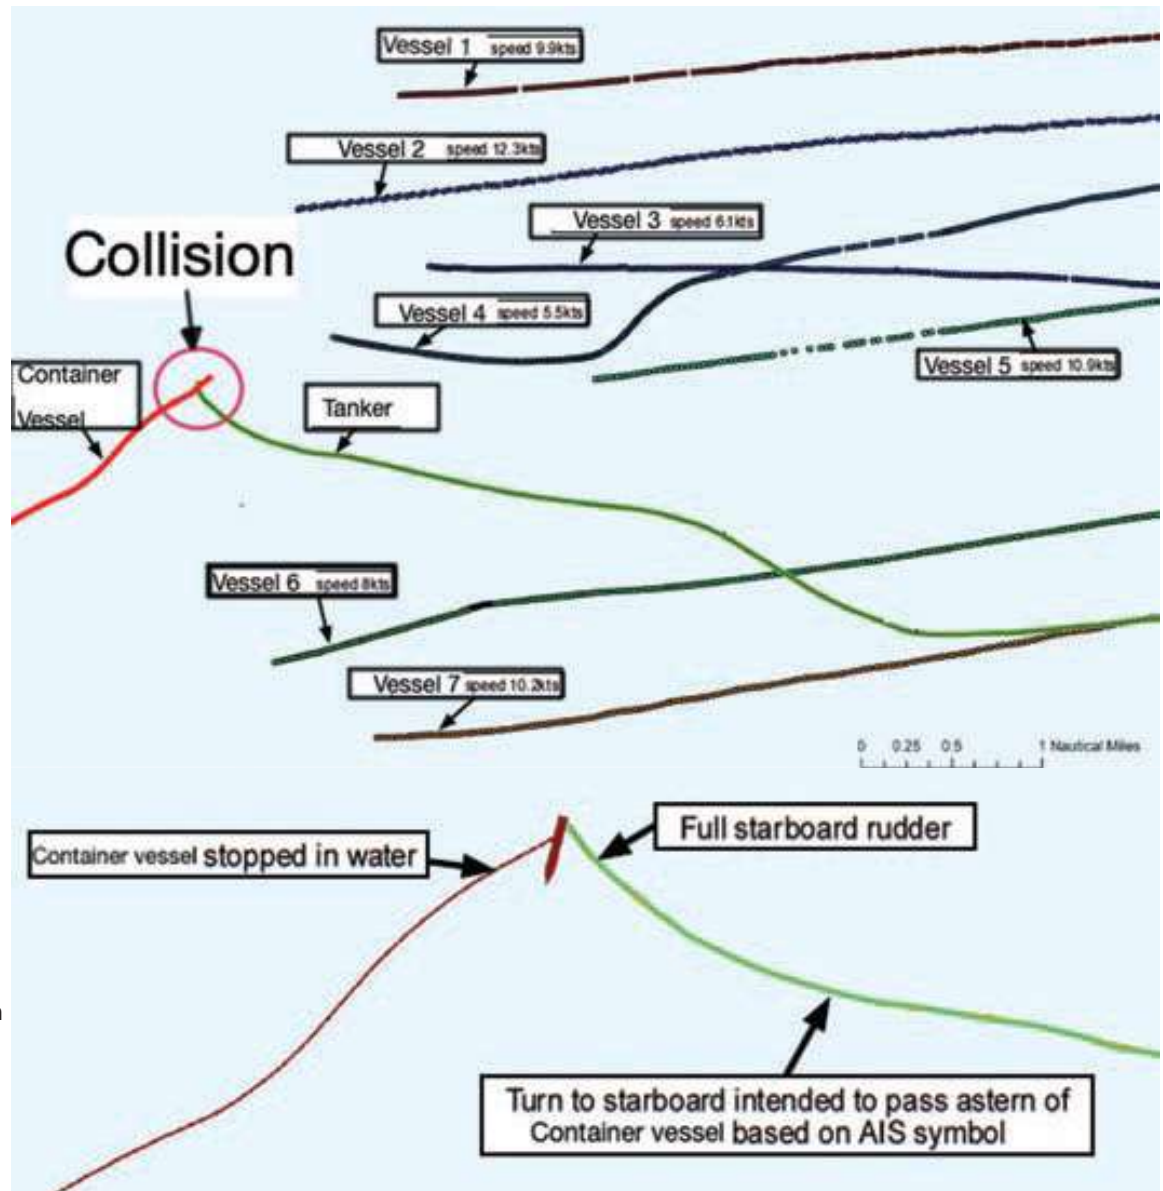 Vessel 1 speed 9.9kts
Vessel 2 speed 12.3kts
Vessel 3 speed 6.1kts
Collision
Vessel 4 speed 5.5kts
Vessel 5 speed 10.9kts
Container
Vessel
Tanker
Vessel 6 speed 8kts
Vessel 7 speed 10.2kts
0 0.25 0.5 1 Nautical Miles
Full starboard rudder
Container vessel stopped in water
Turn to starboard intended to pass astern of
Container vessel based on AIS symbol